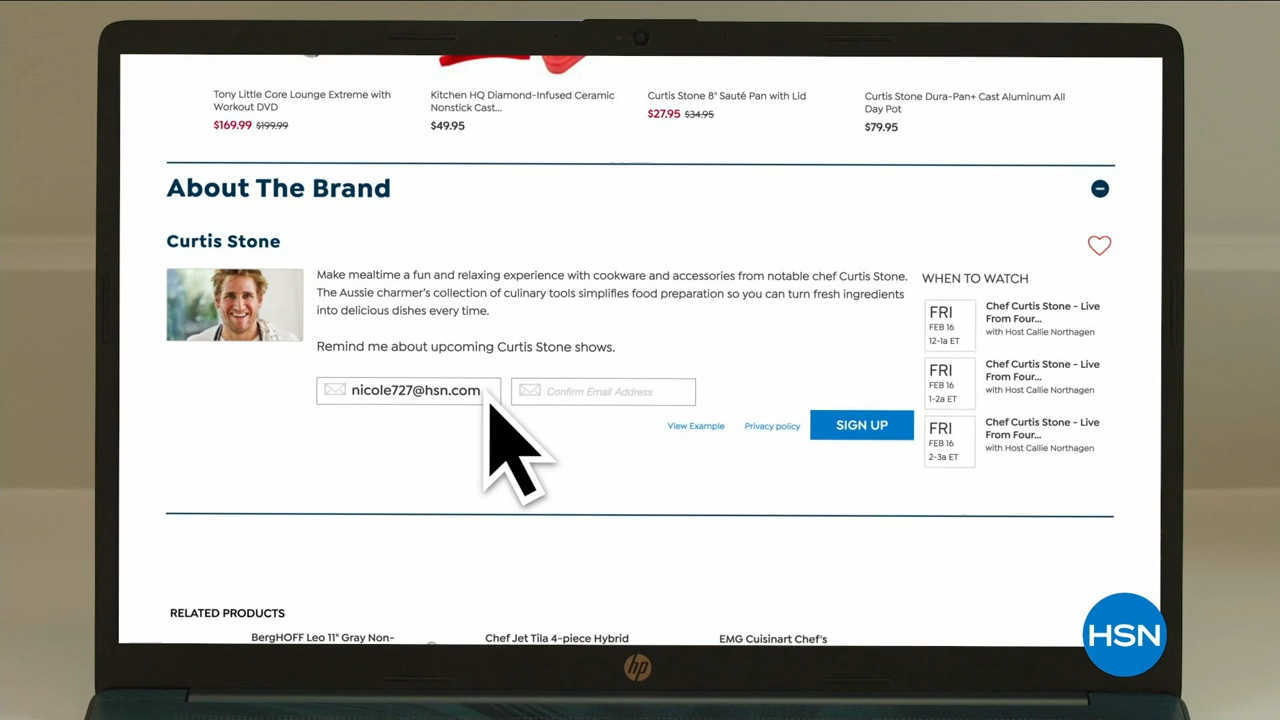 Tony Little Core Lounge Extreme with
Workout DVD
$169.99 $199.99
Kitchen HQ Diamond-Infused Ceramic
Nonstick Cast...
$49.95
Curtis Stone 8" Sauté Pan with Lid
$27.95 $34.95
Curtis Stone Dura-Pan+ Cast Aluminum All
Day Pot
$79.95
About The Brand
Curtis Stone
Make mealtime a fun and relaxing experience with cookware and accessories from notable chef Curtis Stone.
The Aussie charmer's collection of culinary tools simplifies food preparation so you can turn fresh ingredients
into delicious dishes every time.
Remind me about upcoming Curtis Stone shows.
nicole727@hsn.com
Confirm Email Address
View Example
Privacy policy
SIGN UP
WHEN TO WATCH
FRI
FEB 16
12-1a ET
Chef Curtis Stone - Live
From Four...
with Host Callie Northagen
FRI
FEB 16
1-2a ET
Chef Curtis Stone - Live
From Four...
with Host Callie Northagen
FRI
FEB 16
2-3a ET
Chef Curtis Stone - Live
From Four...
with Host Callie Northagen
RELATED PRODUCTS
BergHOFF Leo 11" Gray Non-
Chef Jet Tila 4-piece Hybrid
EMG Cuisinart Chef's
HSN
hp